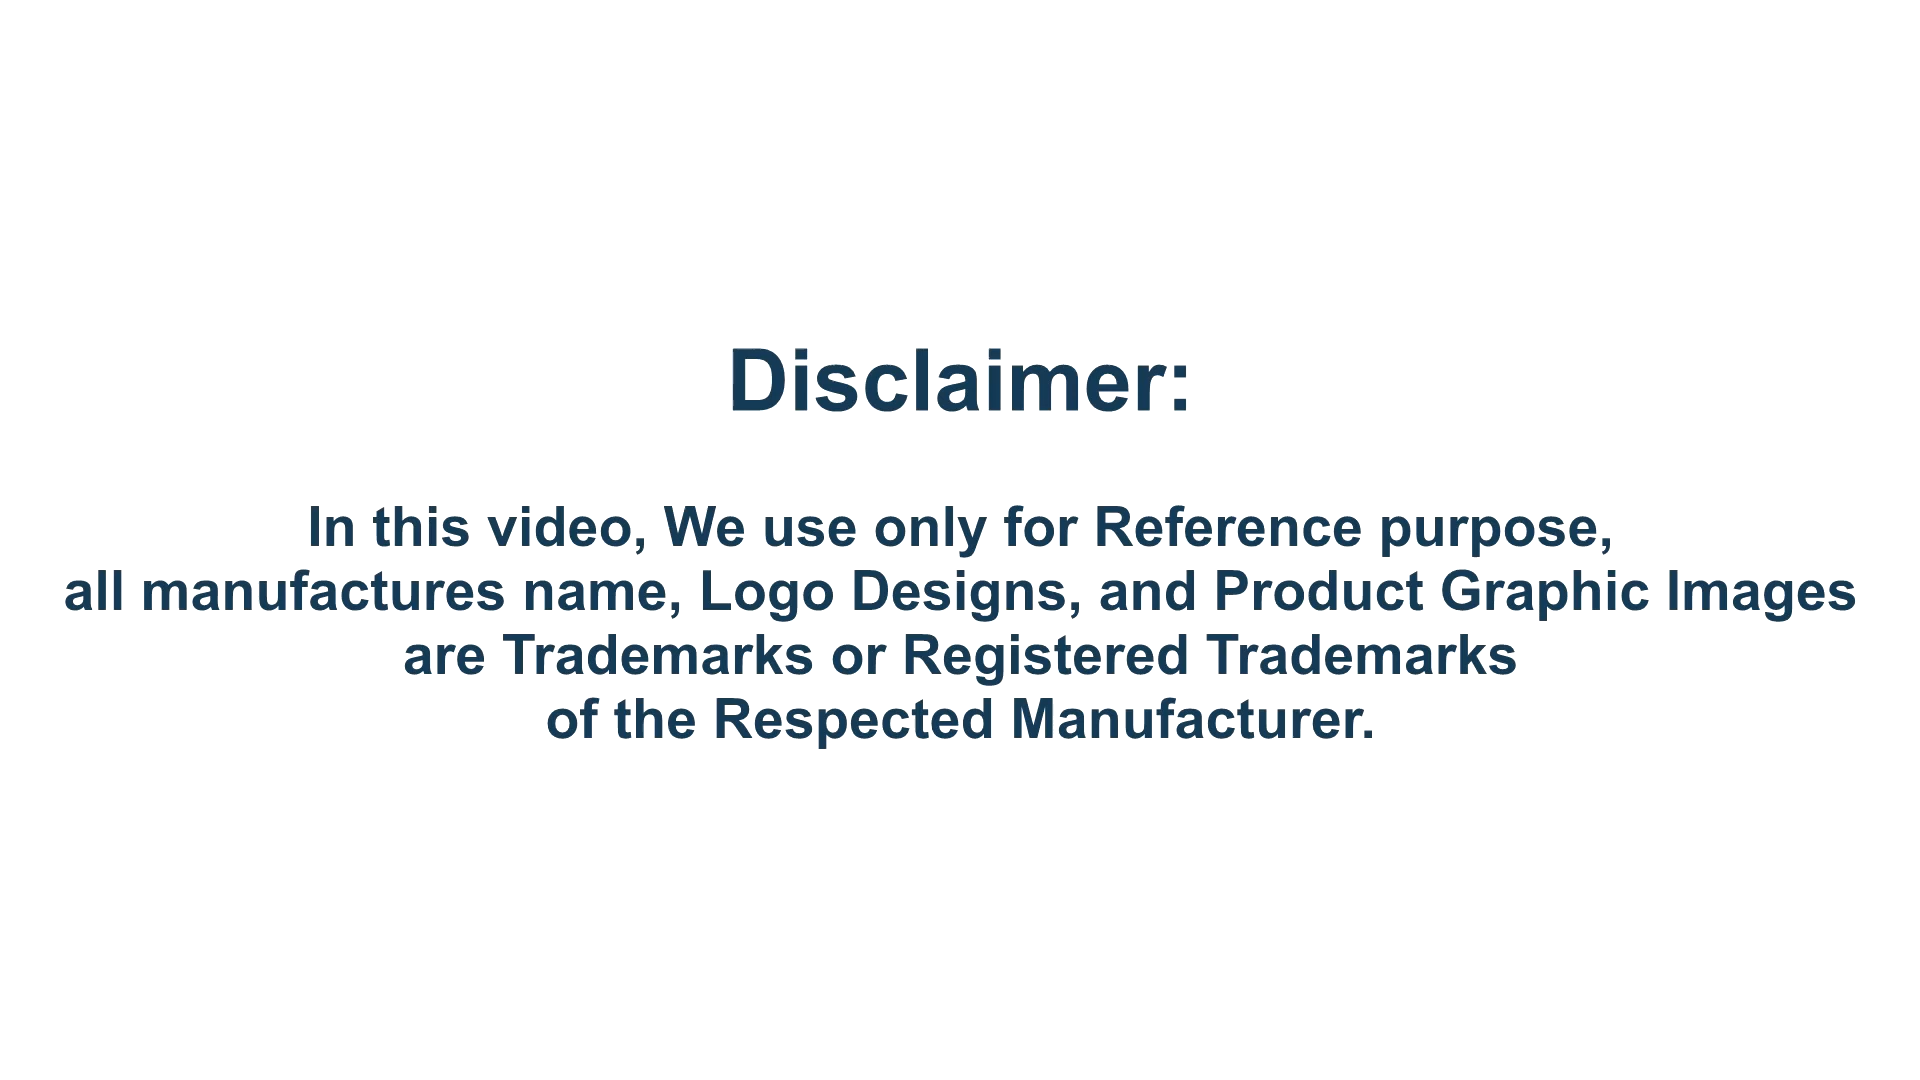 Disclaimer:
In this video, We use only for Reference purpose,
all manufactures name, Logo Designs, and Product Graphic Images
are Trademarks or Registered Trademarks
of the Respected Manufacturer.